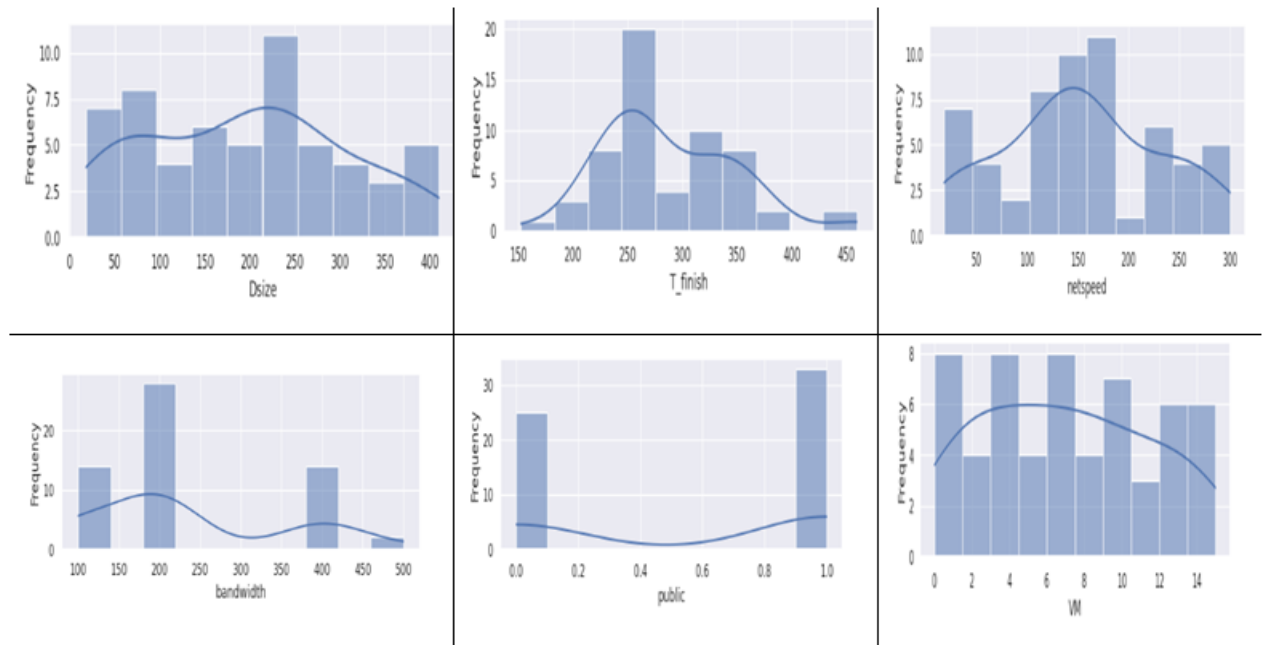 Frequency
10.0
7.5
5.0
2.5
0.0
0 50 100 150 200 250 300 350 400
Dsize
Frequency
20
15
10
5
0
150 200 250 300 350 400 450
T_finish
Frequency
10.0
7.5
5.0
2.5
0.0
50 100 150 200 250 300
netspeed
Frequency
20
10
0
100 150 200 250 300 350 400 450 500
bandwidth
Frequency
30
20
10
0
0.0 0.2 0.4 0.6 0.8 1.0
public
Frequency
8
6
4
2
0
0 2 4 6 8 10 12 14
VM